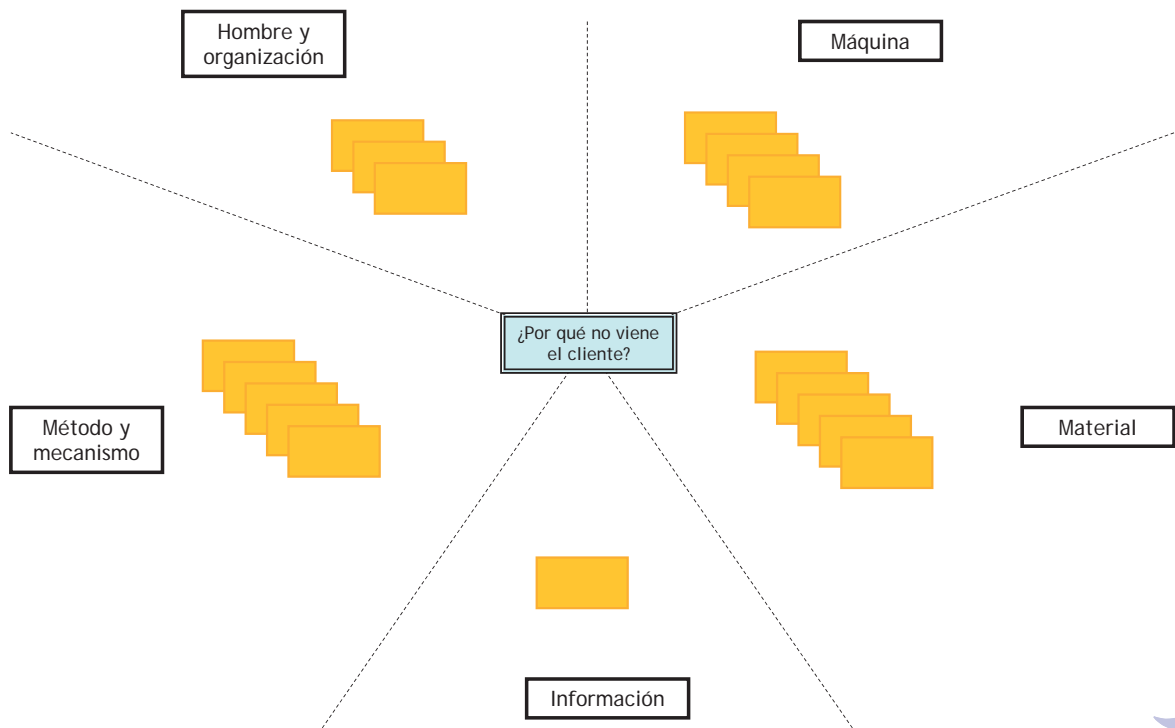 Hombre y
organización
Máquina
¿Por qué no viene
el cliente?
Método y
mecanismo
Material
Información